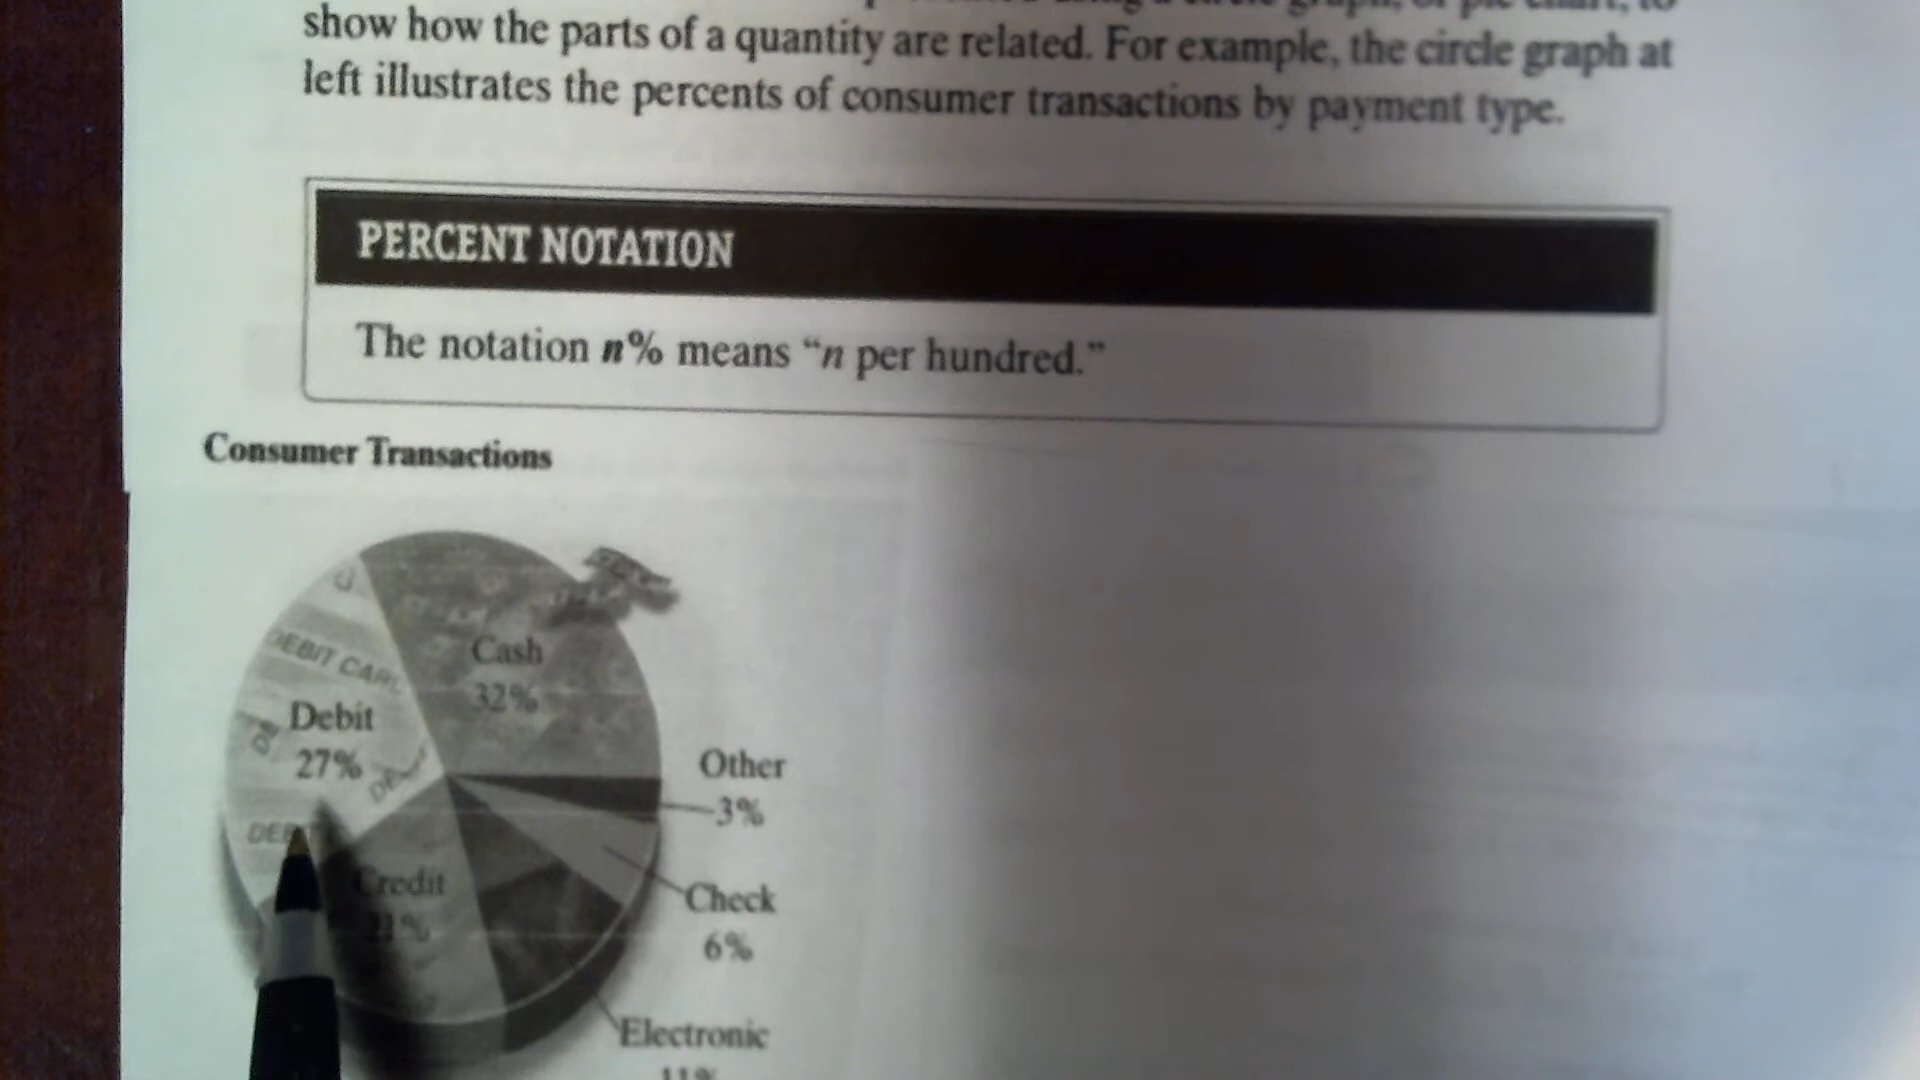 show how the parts of a quantity are related. For example, the circle graph at
left illustrates the percents of consumer transactions by payment type.
PERCENT NOTATION
The notation n% means “n per hundred.”
Consumer Transactions
DEBIT CARD
Cash
32%
Debit
27%
Other
3%
Credit
21%
Check
6%
Electronic
11%